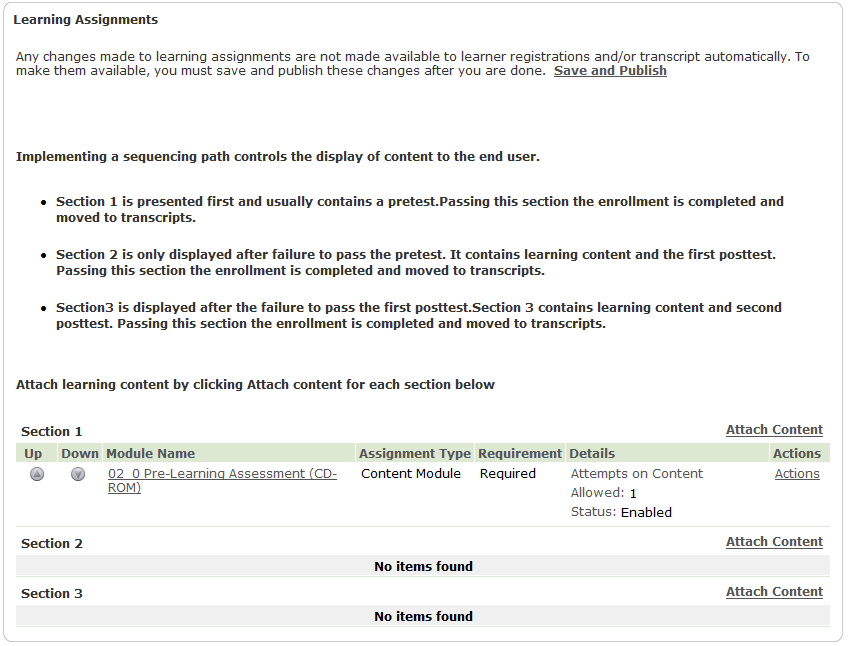 Learning Assignments
Any changes made to learning assignments are not made available to learner registrations and/or transcript automatically. To
make them available, you must save and publish these changes after you are done. Save and Publish
Implementing a sequencing path controls the display of content to the end user.
Section 1 is presented first and usually contains a pretest.Passing this section the enrollment is completed and
moved to transcripts.
Section 2 is only displayed after failure to pass the pretest. It contains learning content and the first posttest.
Passing this section the enrollment is completed and moved to transcripts.
Section3 is displayed after the failure to pass the first posttest.Section 3 contains learning content and second
posttest. Passing this section the enrollment is completed and moved to transcripts.
Attach learning content by clicking Attach content for each section below
Section 1 Attach Content
Up Down Module Name Assignment Type Requirement Details Actions
02_0 Pre-Learning Assessment (CD- Content Module Required Attempts on Content Actions
ROM) Allowed: 1
Status: Enabled
Section 2 Attach Content
No items found
Section 3 Attach Content
No items found